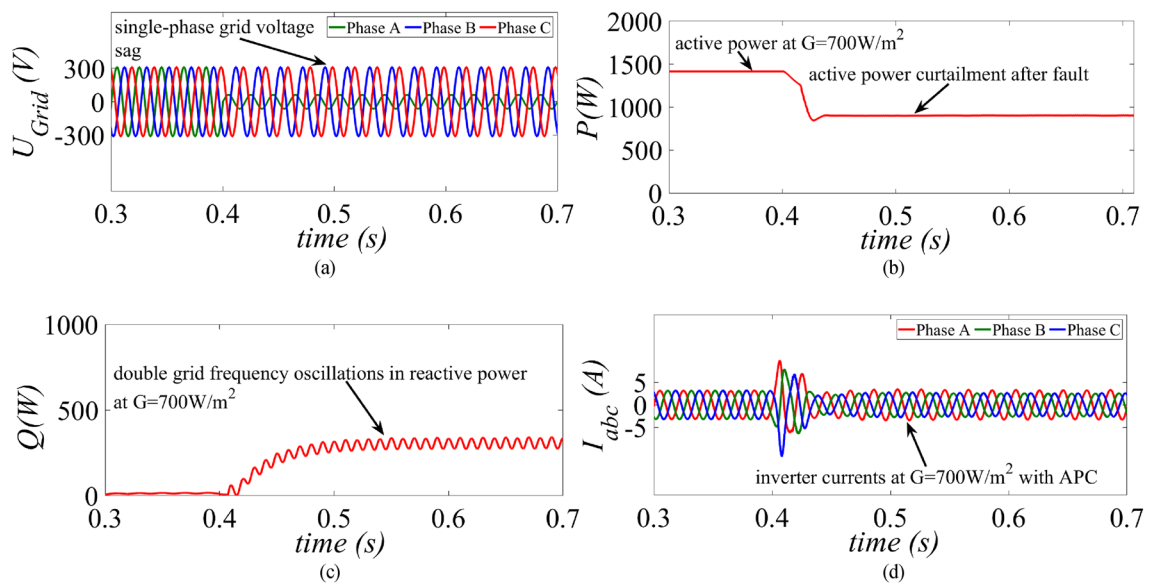 single-phase grid voltage
sag
Phase A Phase B Phase C
U_Grid (V)
300
0
-300
0.3 0.4 0.5 0.6 0.7
time (s)
(a)
2000
1500
1000
500
0
P(W)
active power at G=700W/m²
active power curtailment after fault
0.3 0.4 0.5 0.6 0.7
time (s)
(b)
1000
500
0
Q(W)
double grid frequency oscillations in reactive power
at G=700W/m²
0.3 0.4 0.5 0.6 0.7
time (s)
(c)
Phase A Phase B Phase C
I_abc (A)
5
-5
inverter currents at G=700W/m² with APC
0.3 0.4 0.5 0.6 0.7
time (s)
(d)